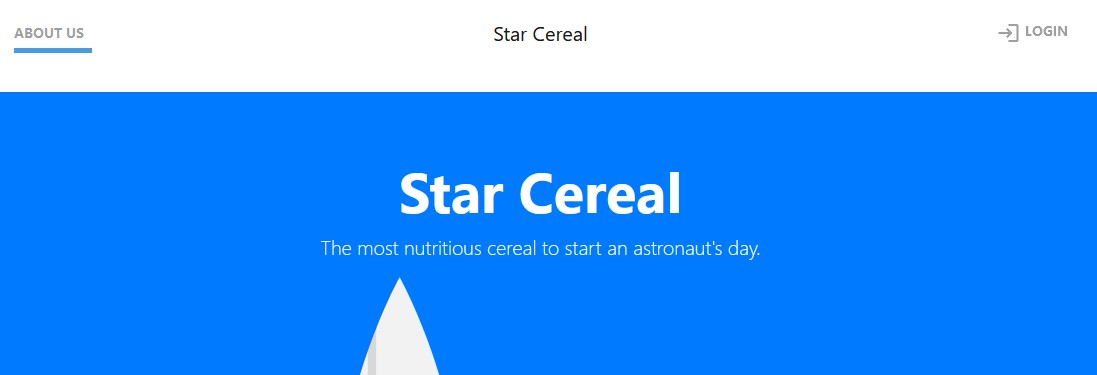 ABOUT US
Star Cereal
LOGIN
Star Cereal
The most nutritious cereal to start an astronaut's day.